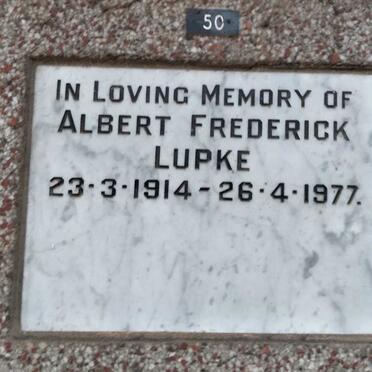 50
IN LOVING MEMORY OF
ALBERT FREDERICK
LUPKE
23·3·1914 - 26·4·1977.